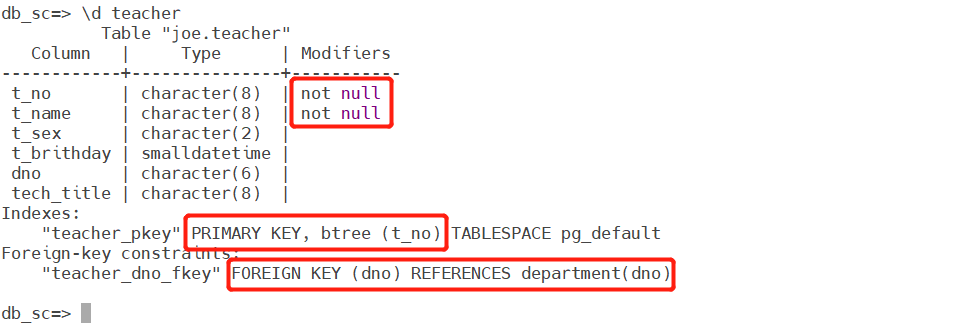 db_sc=> \d teacher
Table "joe.teacher"
Column | Type | Modifiers
------------+---------------+-----------
t_no | character(8) | not null
t_name | character(8) | not null
t_sex | character(2) |
t_brithday | smalldatetime |
dno | character(6) |
tech_title | character(8) |
Indexes:
"teacher_pkey" PRIMARY KEY, btree (t_no) TABLESPACE pg_default
Foreign-key constraints:
"teacher_dno_fkey" FOREIGN KEY (dno) REFERENCES department(dno)
db_sc=>